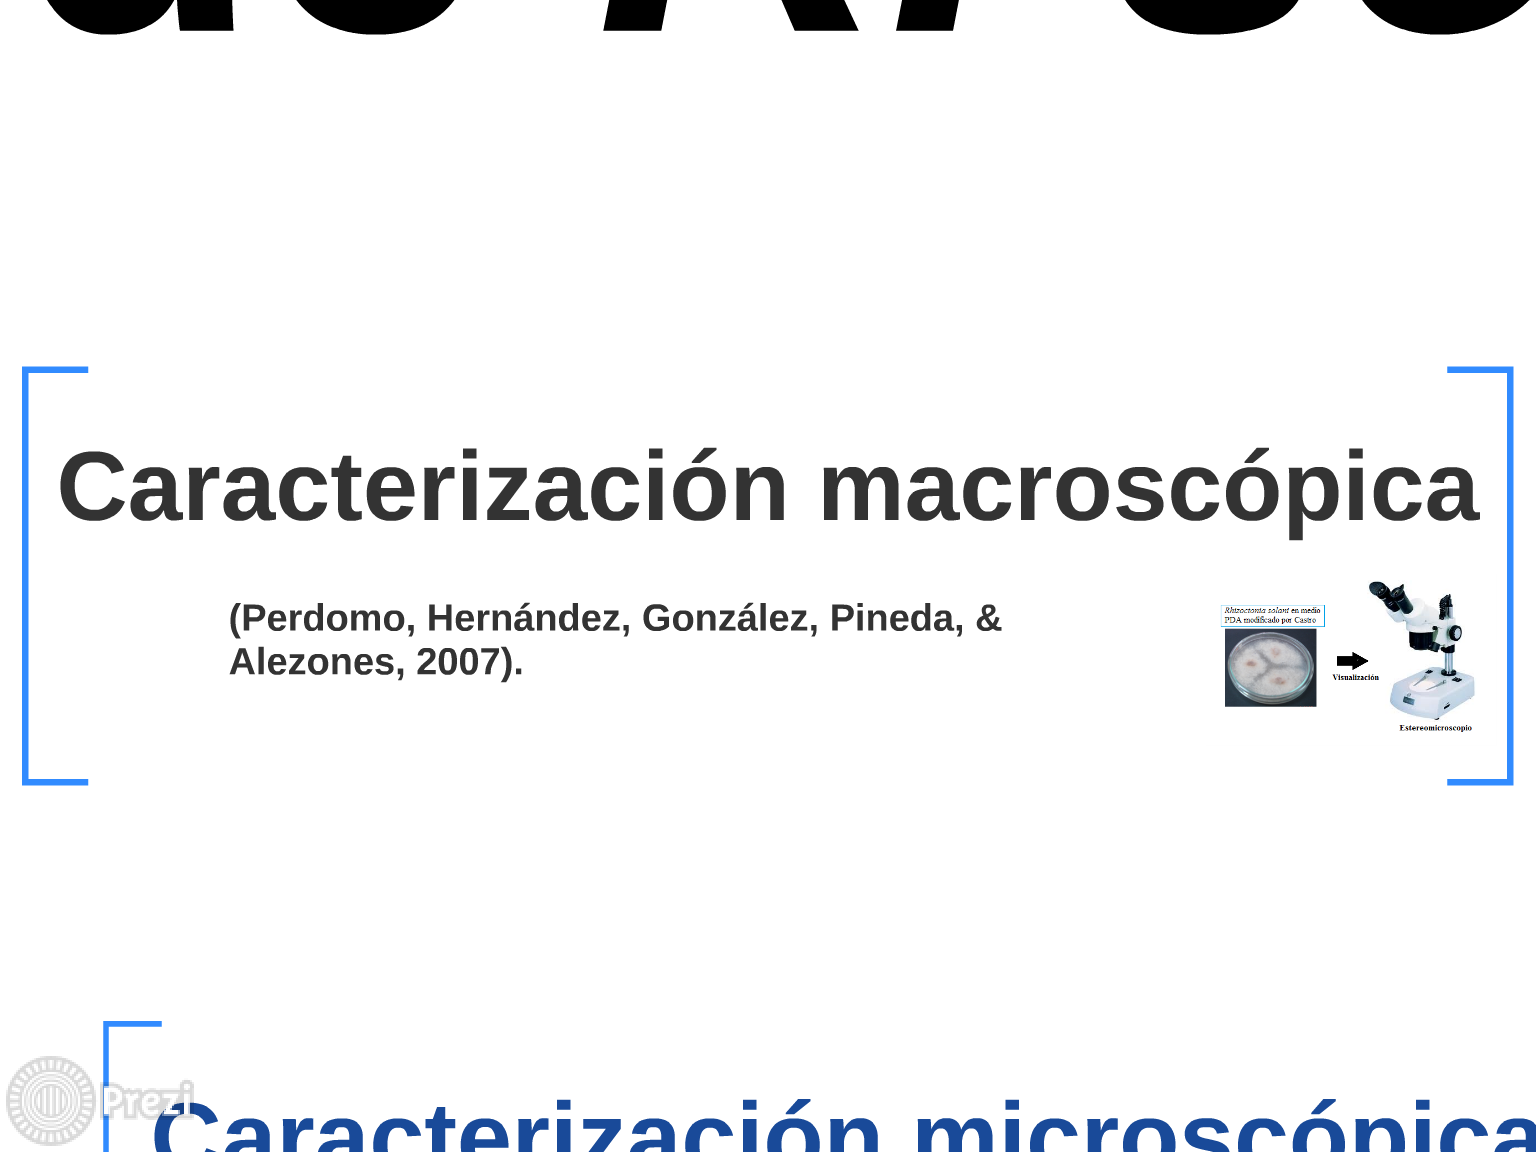 Caracterización macroscópica
(Perdomo, Hernández, González, Pineda, &
Alezones, 2007).
Rhizoctonia solani en medio
PDA modificado por Castro
Visualización
Estereomicroscopio
Prezi
Caracterización microscópica